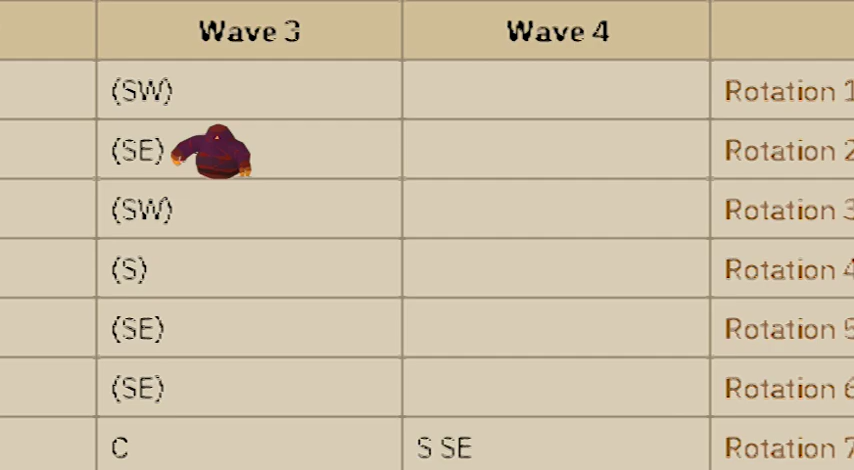 Wave 3 Wave 4
(SW) Rotation 1
(SE) Rotation 2
(SW) Rotation 3
(S) Rotation 4
(SE) Rotation 5
(SE) Rotation 6
C S SE Rotation 7